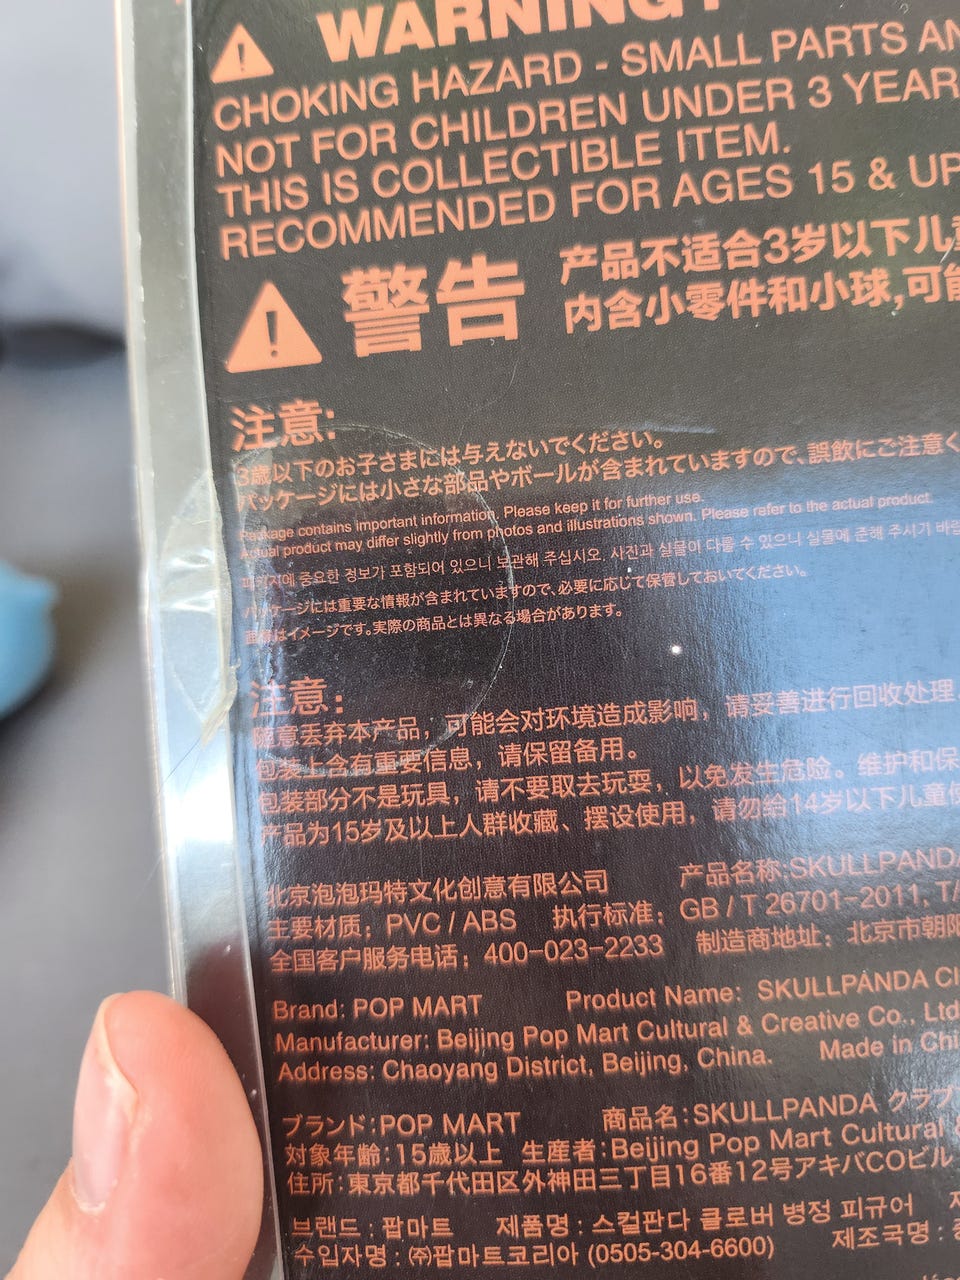 WARNING!
CHOKING HAZARD - SMALL PARTS
NOT FOR CHILDREN UNDER 3 YEAR
THIS IS COLLECTIBLE ITEM.
RECOMMENDED FOR AGES 15 & UP
警告
产品不适合3岁以下儿
内含小零件和小球,可能
注意:
3歳以下のお子さまには与えないでください。
パッケージには小さな部品やボールが含まれていますので、誤飲にご注意く
Package contains important information. Please keep it for further use.
Actual product may differ slightly from photos and illustrations shown. Please refer to the actual product.
패키지에 중요한 정보가 포함되어 있으니 보관해 주십시오. 사진과 실물이 다를 수 있으니 실물에 준해 주시기 바랍
パッケージには重要な情報が含まれていますので、必要に応じて保管しておいてください。
画像はイメージです。実際の商品とは異なる場合があります。
注意:
随意丢弃本产品，可能会对环境造成影响，请妥善进行回收处理
包装上含有重要信息，请保留备用。
包装部分不是玩具，请不要取去玩耍，以免发生危险。维护和保
产品为15岁及以上人群收藏、摆设使用，请勿给14岁以下儿童使
北京泡泡玛特文化创意有限公司 产品名称:SKULLPANDA
主要材质：PVC / ABS 执行标准：GB / T 26701-2011, T/
全国客户服务电话：400-023-2233 制造商地址：北京市朝阳
Brand: POP MART Product Name: SKULLPANDA Cl
Manufacturer: Beijing Pop Mart Cultural & Creative Co., Ltd
Address: Chaoyang District, Beijing, China. Made in Chi
ブランド:POP MART 商品名:SKULLPANDA クラブ
対象年齢:15歳以上 生産者:Beijing Pop Mart Cultural &
住所:東京都千代田区外神田三丁目16番12号アキバCOビル
브랜드 : 팝마트 제품명 : 스컬판다 클로버 병정 피규어
수입자명 : ㈜팝마트코리아 (0505-304-6600) 제조국명 : 중